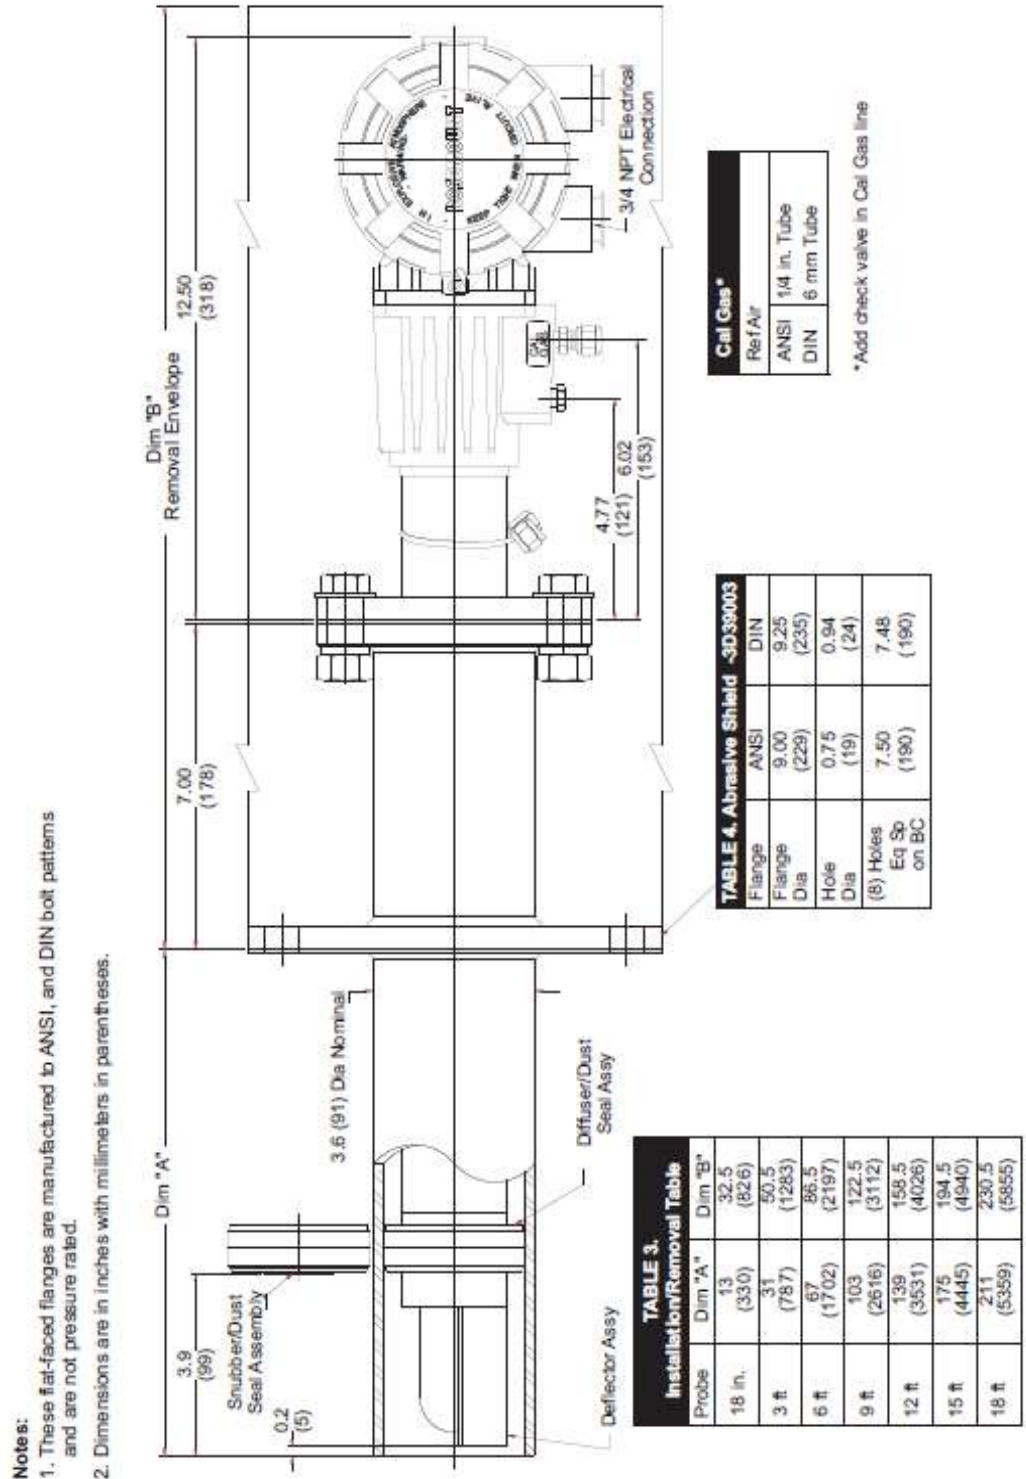 Notes:
1. These flat-faced flanges are manufactured to ANSI, and DIN bolt patterns
and are not pressure rated.
2. Dimensions are in inches with millimeters in parentheses.
Dim "A"
Dim "B"
Removal Envelope
3.9
(99)
7.00
(178)
12.50
(318)
0.2
(5)
Snubber/Dust
Seal Assembly
3.6 (91) Dia Nominal
Deflector Assy
Diffuser/Dust
Seal Assy
4.77
(121)
6.02
(153)
CAL
GAS
3/4 NPT Electrical
Connection
TABLE 3.
Installation/Removal Table
Probe Dim "A" Dim "B"
18 in. 13 32.5
(330) (826)
3 ft 31 50.5
(787) (1283)
6 ft 67 86.5
(1702) (2197)
9 ft 103 122.5
(2616) (3112)
12 ft 139 158.5
(3531) (4026)
15 ft 175 194.5
(4445) (4940)
18 ft 211 230.5
(5359) (5855)
TABLE 4. Abrasive Shield -3D39003
Flange ANSI DIN
Flange 9.00 9.25
Dia (229) (235)
Hole 0.75 0.94
Dia (19) (24)
(8) Holes 7.50 7.48
Eq Sp (190) (190)
on BC
Cal Gas*
Ref Air
ANSI 1/4 in. Tube
DIN 6 mm Tube
*Add check valve in Cal Gas line